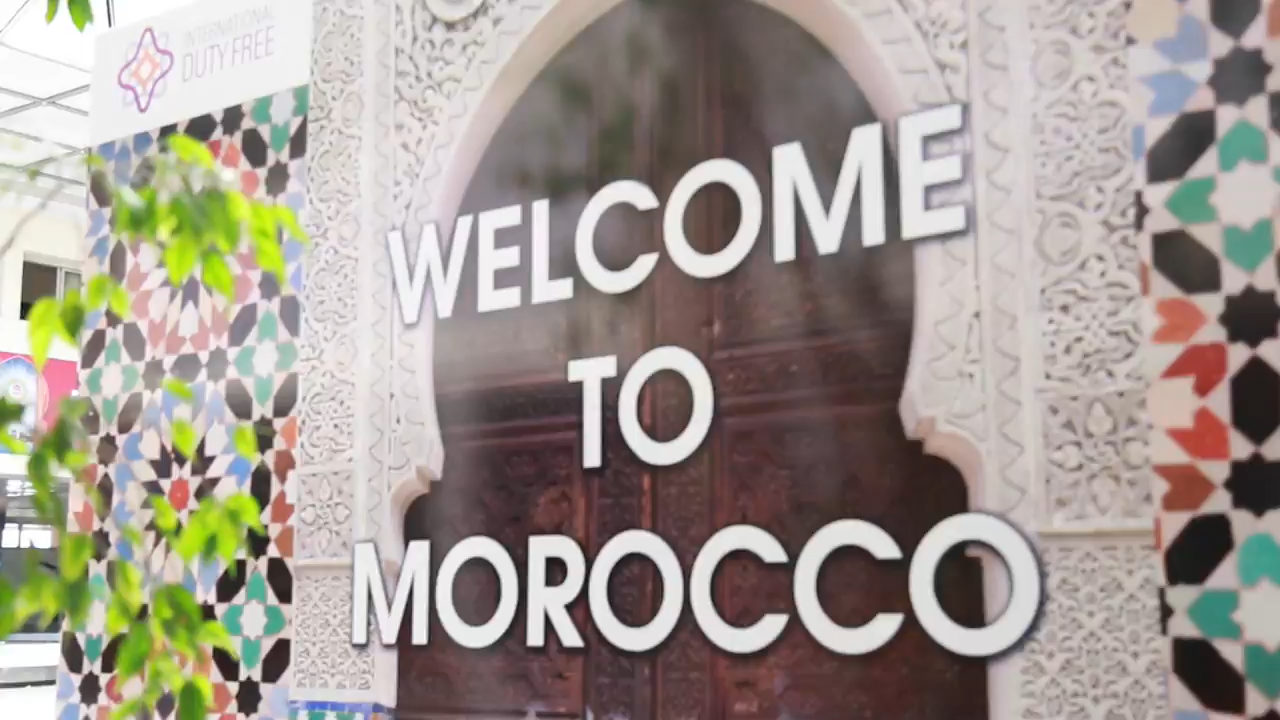 INTERNATIONAL
DUTY FREE
WELCOME
TO
MOROCCO